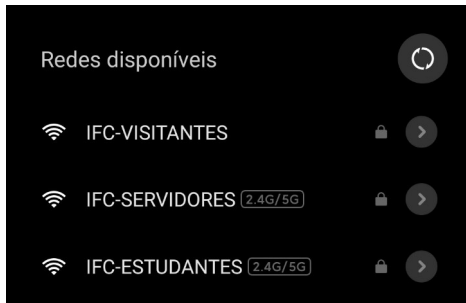 Redes disponíveis
IFC-VISITANTES
IFC-SERVIDORES 2.4G/5G
IFC-ESTUDANTES 2.4G/5G